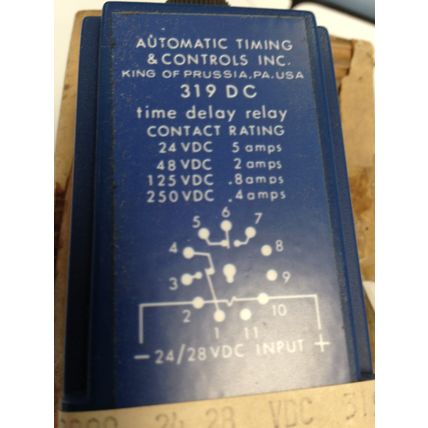 AUTOMATIC TIMING
& CONTROLS INC.
KING OF PRUSSIA, PA. USA
319 DC
time delay relay
CONTACT RATING
24 VDC 5 amps
48 VDC 2 amps
125 VDC .8 amps
250 VDC .4 amps
6
5 7
4 8
3 9
2 10
1 11
- 24/28 VDC INPUT +
24 28 VDC